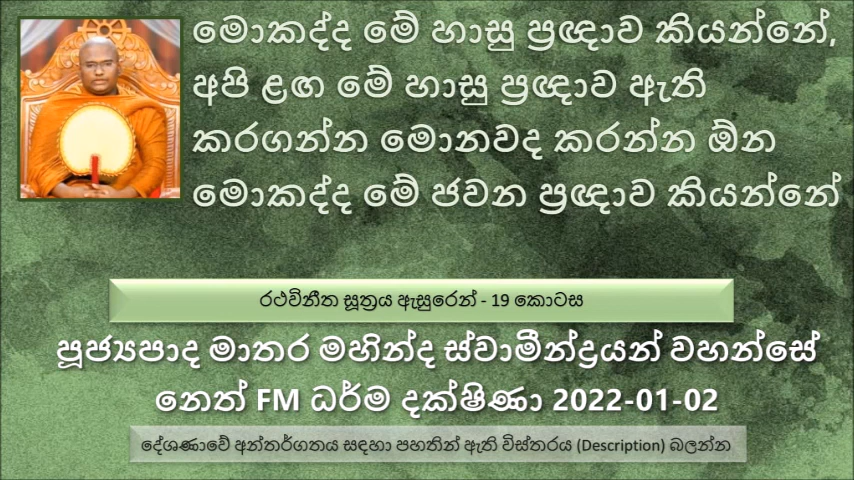 මොකද්ද මේ හාසු ප්‍රඥාව කියන්නේ,
අපි ළඟ මේ හාසු ප්‍රඥාව ඇති
කරගන්න මොනවද කරන්න ඕන
මොකද්ද මේ ජවන ප්‍රඥාව කියන්නේ
රථවිනීත සූත්‍රය ඇසුරෙන් - 19 කොටස
පූජ්‍යපාද මාතර මහින්ද ස්වාමීන්ද්‍රයන් වහන්සේ
නෙත් FM ධර්ම දක්ෂිණා 2022-01-02
දේශණාවේ අන්තර්ගතය සඳහා පහතින් ඇති විස්තරය (Description) බලන්න